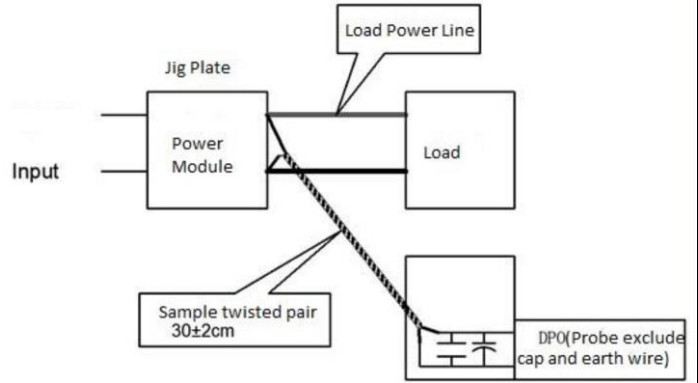 Load Power Line
Jig Plate
Power
Module
Load
Input
Sample twisted pair
30±2cm
DPO(Probe exclude
cap and earth wire)